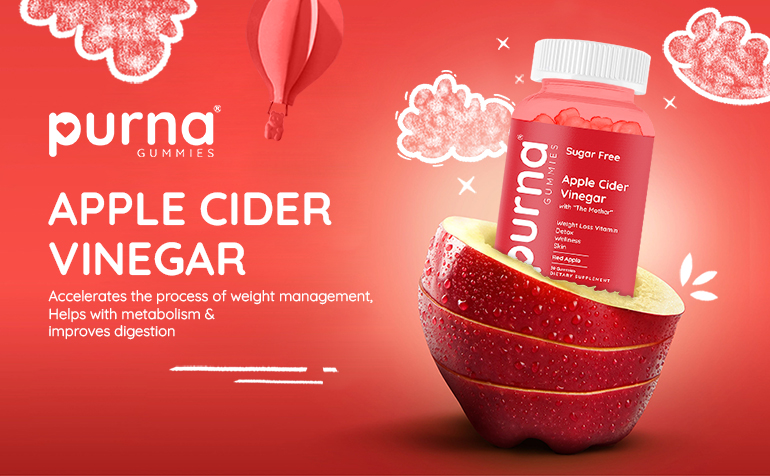 purna®
GUMMIES
APPLE CIDER
VINEGAR
Accelerates the process of weight management,
Helps with metabolism &
improves digestion
purna®
GUMMIES
Sugar Free
Apple Cider
Vinegar
with "The Mother"
Weight Loss Vitamin
Detox
Wellness
Skin
Red Apple
Gummies
DIETARY SUPPLEMENT